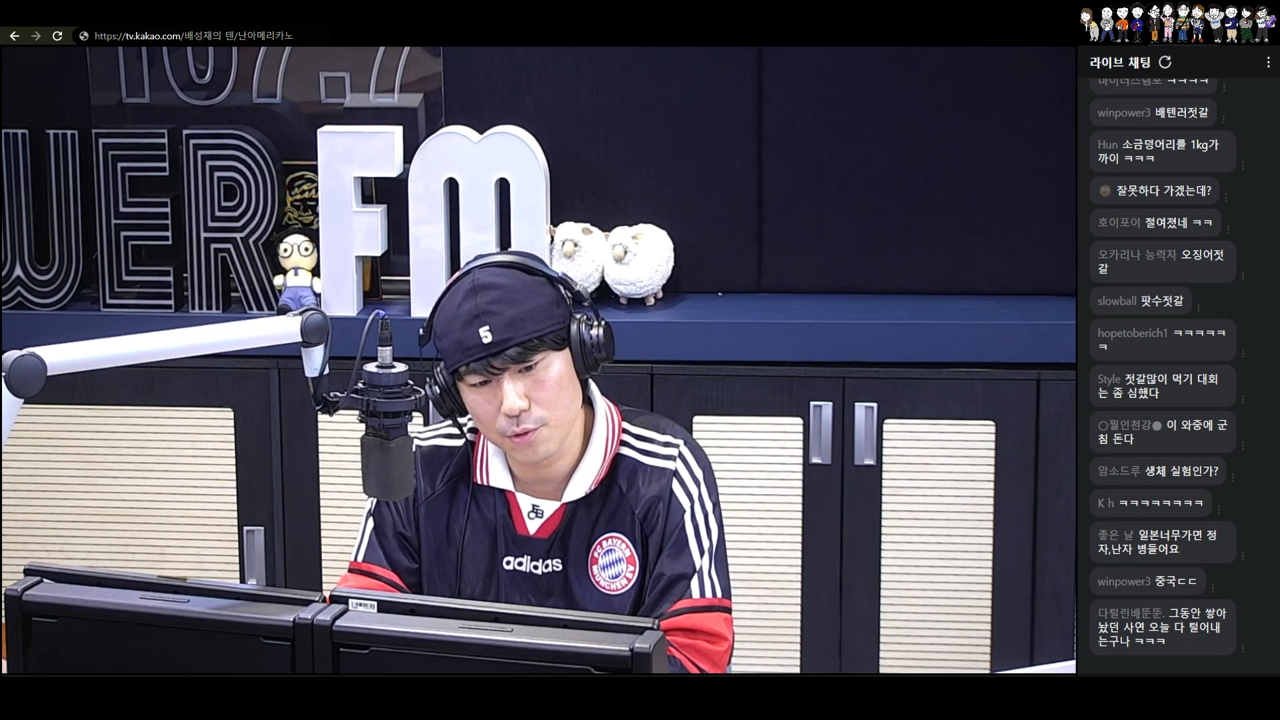 https://tv.kakao.com/배성재의 텐/난아메리카노
라이브 채팅
107.7
WER FM
5
adidas
FC BAYERN
MÜNCHEN
winpower3 배텐러젓갈
Hun 소금덩어리를 1kg가
까이 ㅋㅋㅋ
잘못하다 가겠는데?
호이포이 절여졌네 ㅋㅋ
오카리나 능력자 오징어젓
갈
slowball 팟수젓갈
hopetoberich1 ㅋㅋㅋㅋㅋ
ㅋ
Style 젓갈많이 먹기 대회
는 좀 심했다
○월인천강● 이 와중에 군
침 돈다
암소드루 생체 실험인가?
K h ㅋㅋㅋㅋㅋㅋㅋㅋ
좋은 날 일본너무가면 정
자,난자 병들이요
winpower3 중국ㄷㄷ
다털린배뚠뚠. 그동안 쌓아
놨던 사연 오늘 다 털어내
는구나 ㅋㅋㅋ